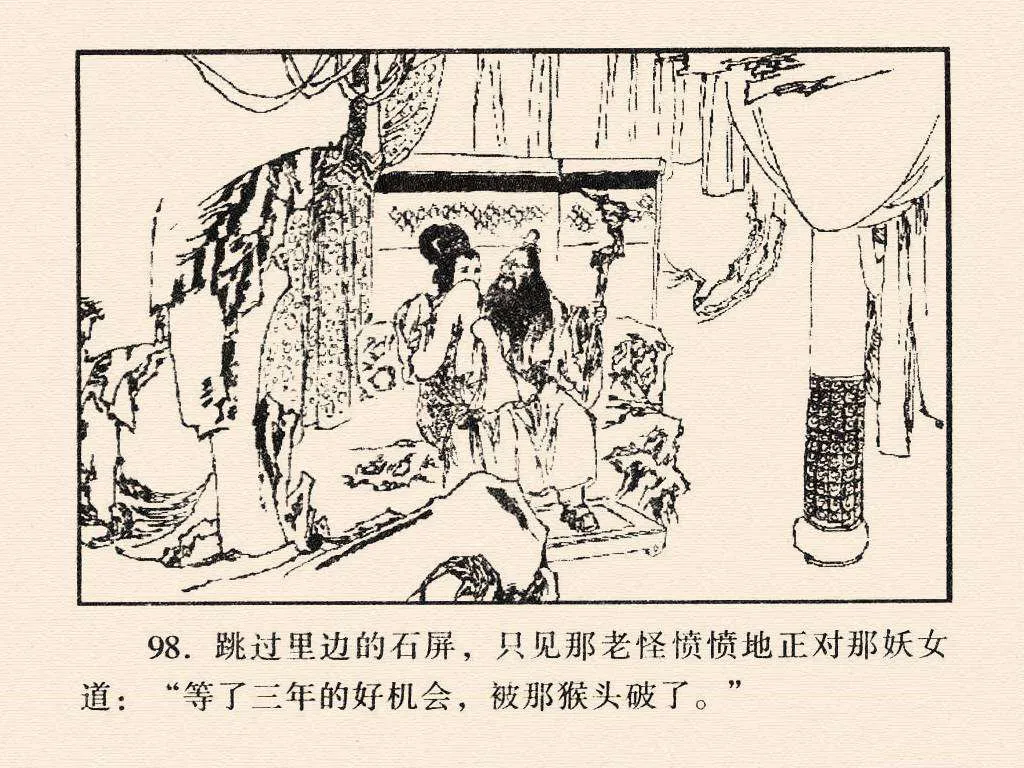 98. 跳过里边的石屏，只见那老怪愤愤地正对那妖女
道：“等了三年的好机会，被那猴头破了。”